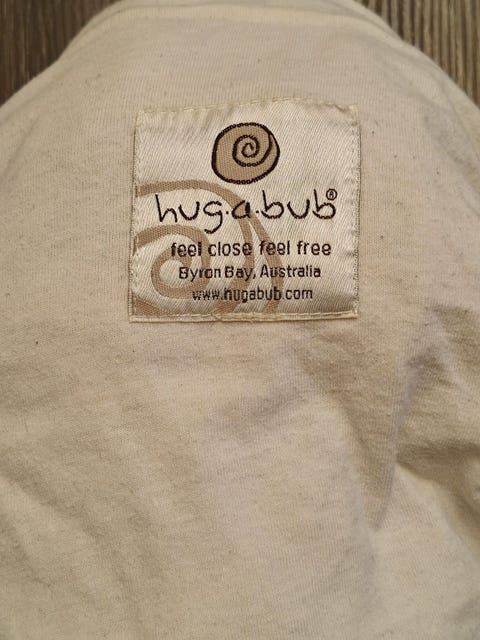 hug·a·bub®
feel close feel free
Byron Bay, Australia
www.hugabub.com